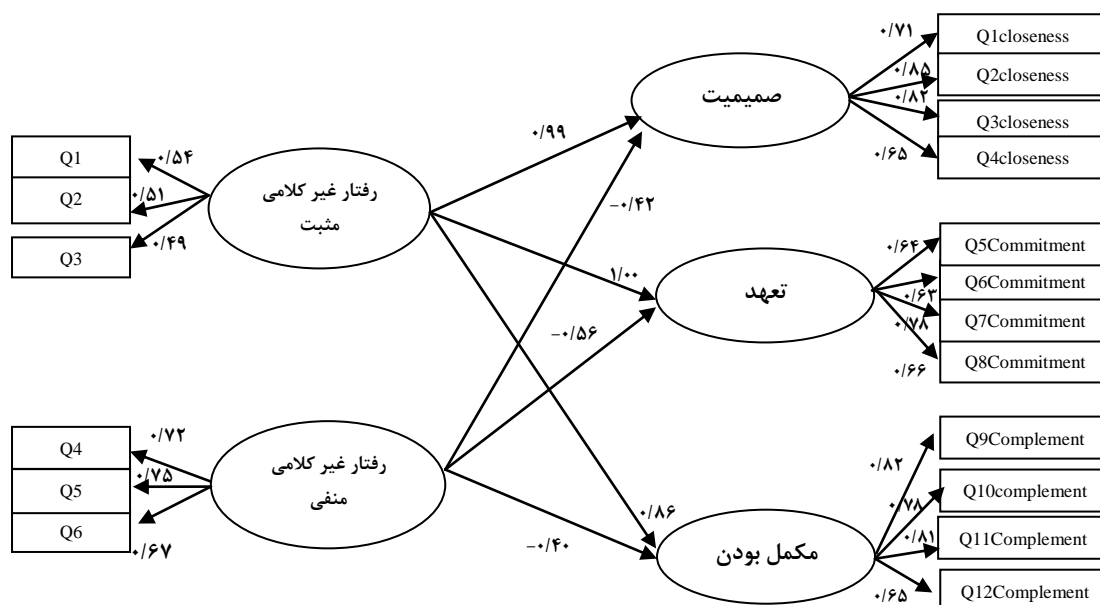 Q1closeness
Q2closeness
Q3closeness
Q4closeness
۰/۷۱
۰/۸۵
۰/۸۲
۰/۶۵
صمیمیت
۰/۹۹
-۰/۴۲
Q1
Q2
Q3
۰/۵۴
۰/۵۱
۰/۴۹
رفتار غیر کلامی
مثبت
Q5Commitment
Q6Commitment
Q7Commitment
Q8Commitment
۰/۶۴
۰/۶۳
۰/۷۸
۰/۶۶
تعهد
۱/۰۰
-۰/۵۶
Q4
Q5
Q6
۰/۷۲
۰/۷۵
۰/۶۷
رفتار غیر کلامی
منفی
Q9Complement
Q10complement
Q11Complement
Q12Complement
۰/۸۲
۰/۷۸
۰/۸۱
۰/۶۵
مکمل بودن
۰/۸۶
-۰/۴۰